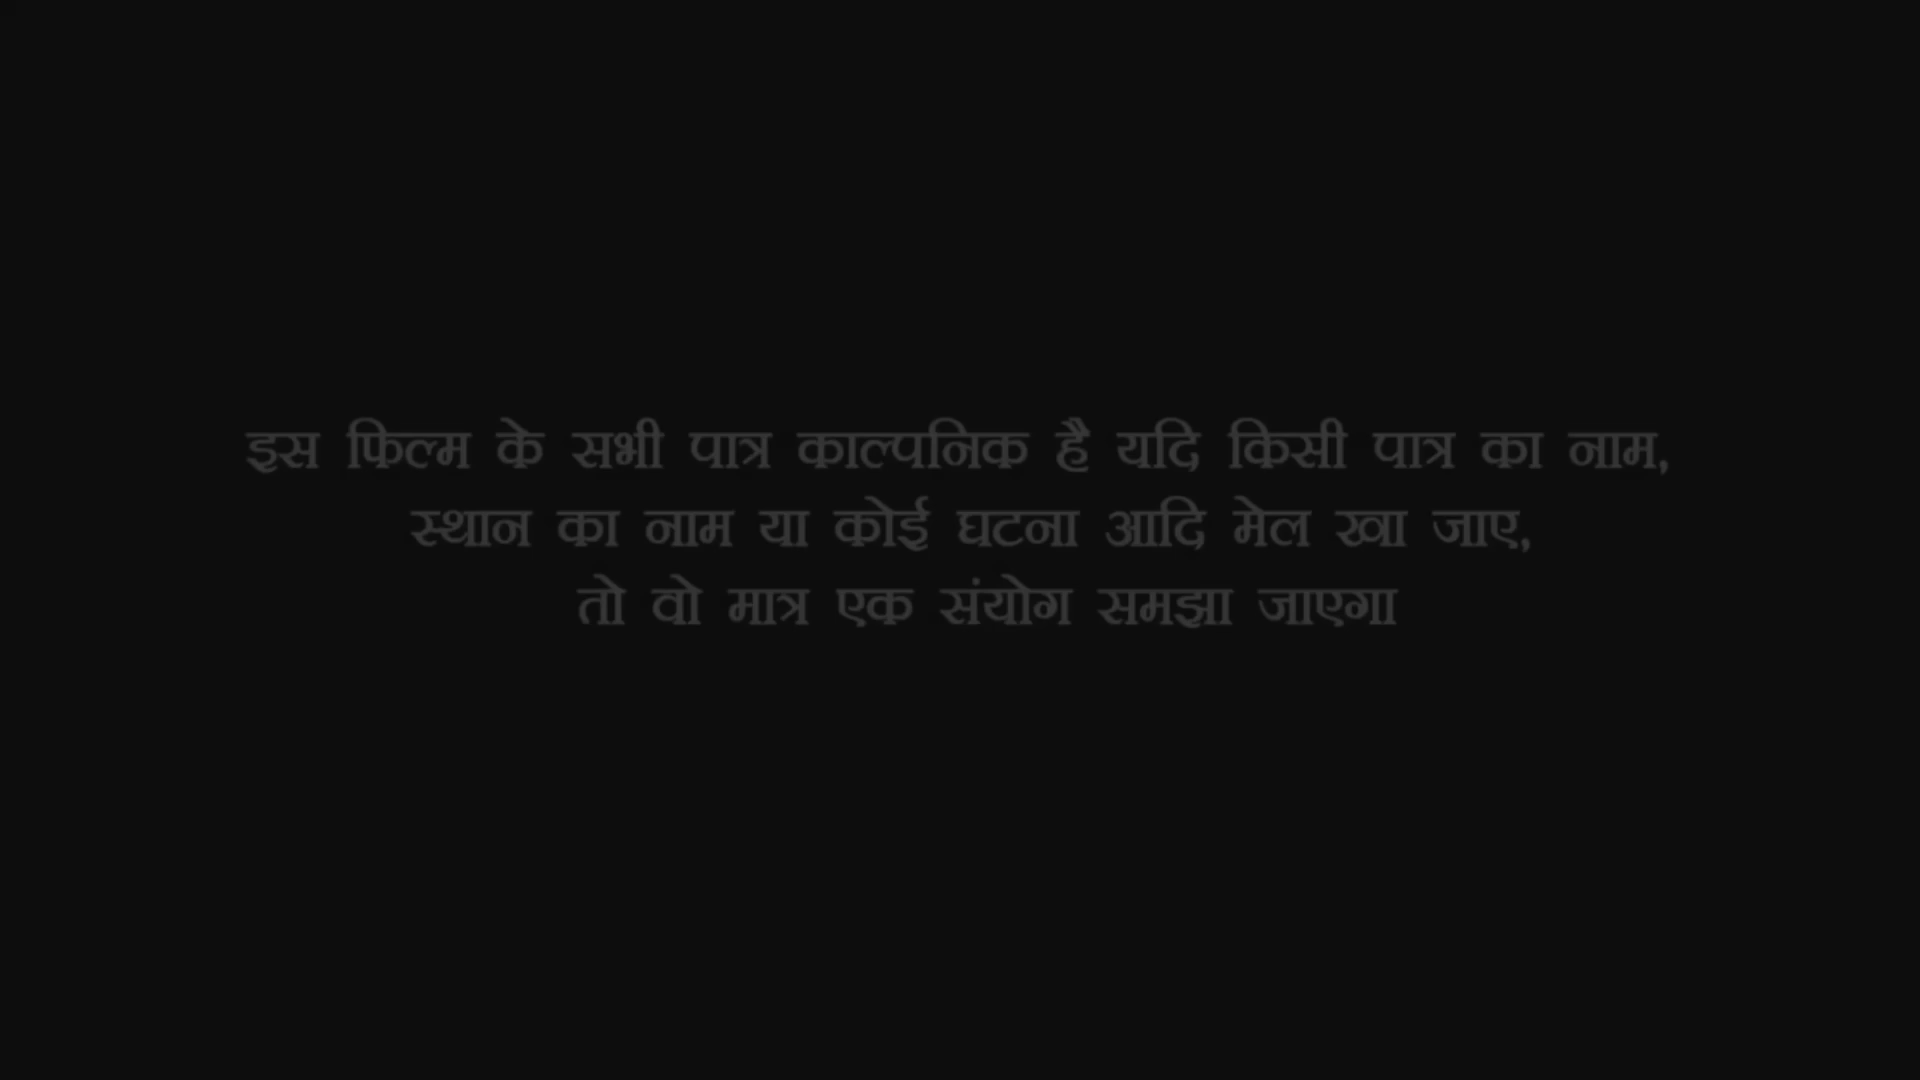 इस फिल्म के सभी पात्र काल्पनिक है यदि किसी पात्र का नाम,
स्थान का नाम या कोई घटना आदि मेल खा जाए,
तो वो मात्र एक संयोग समझा जाएगा